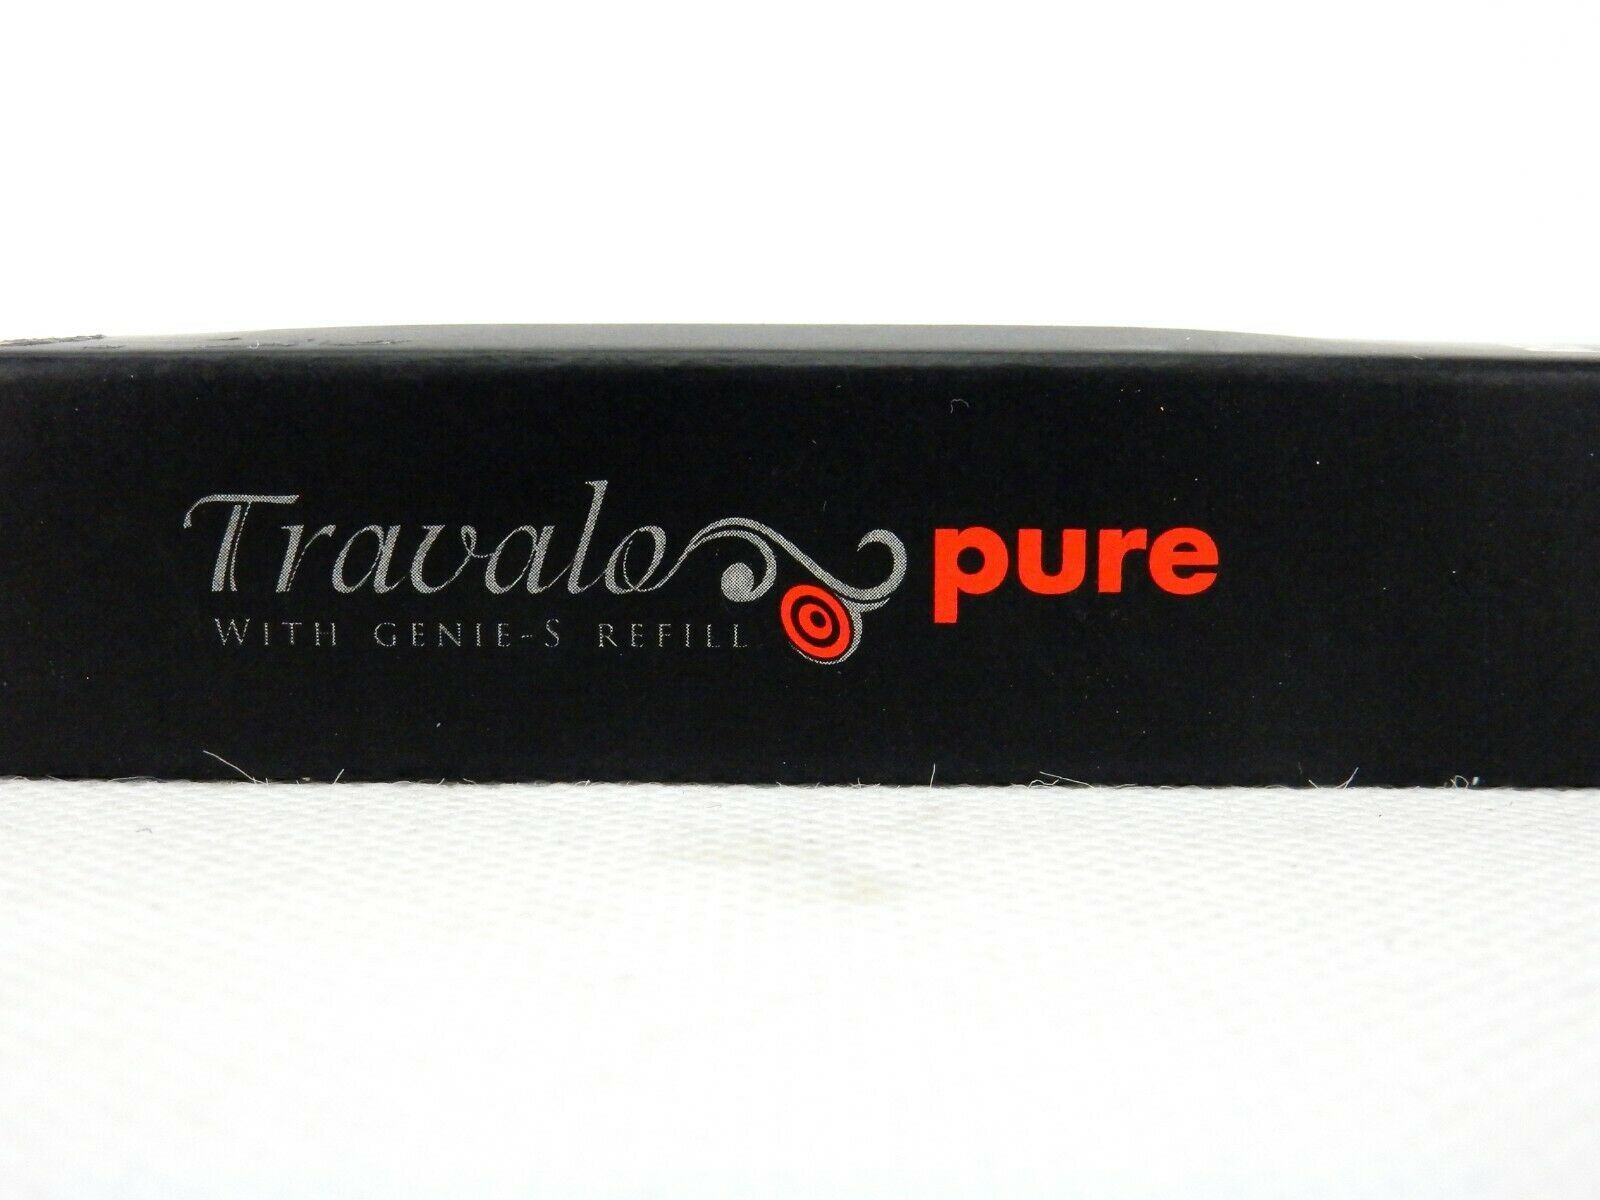 Travalo pure
WITH GENIE-S REFILL